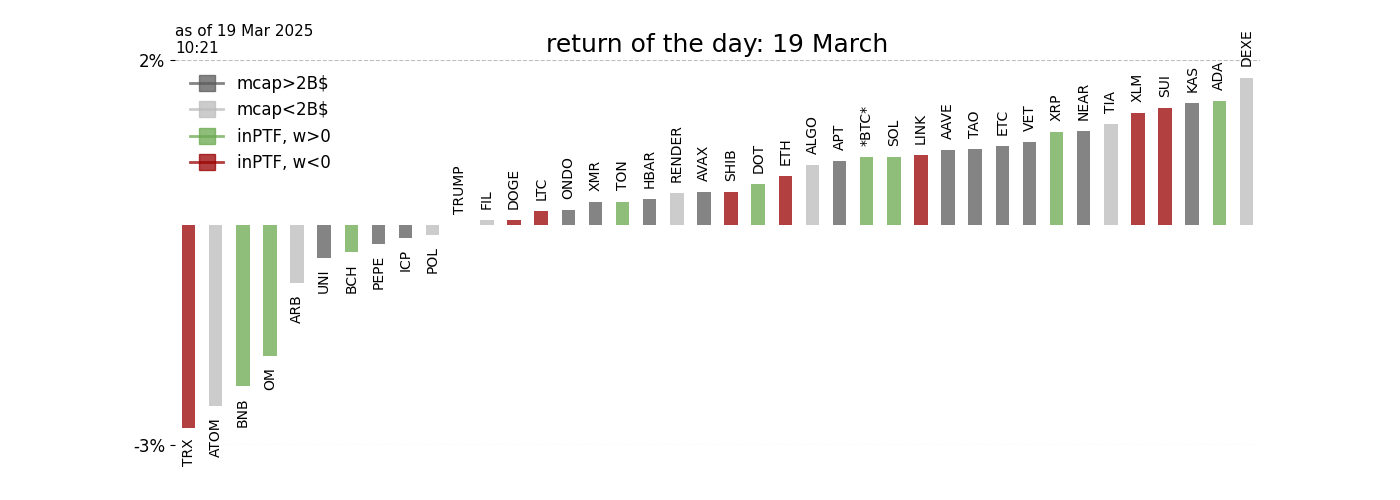 as of 19 Mar 2025
10:21
return of the day: 19 March
2%
mcap>2B$
mcap<2B$
inPTF, w>0
inPTF, w<0
-3%
TRX
ATOM
BNB
OM
ARB
UNI
BCH
PEPE
ICP
POL
TRUMP
FIL
DOGE
LTC
ONDO
XMR
TON
HBAR
RENDER
AVAX
SHIB
DOT
ETH
ALGO
APT
*BTC*
SOL
LINK
AAVE
TAO
ETC
VET
XRP
NEAR
TIA
XLM
SUI
KAS
ADA
DEXE